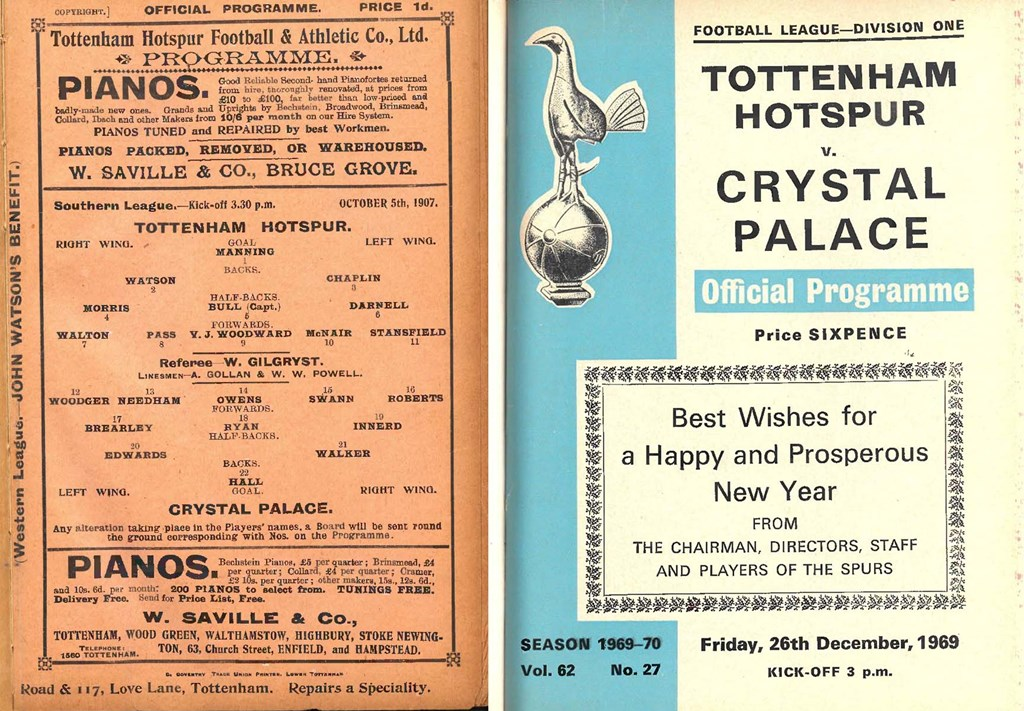 COPYRIGHT.] OFFICIAL PROGRAMME. PRICE 1d.
Tottenham Hotspur Football & Athletic Co., Ltd.
PROGRAMME.
PIANOS. Good Reliable Second-hand Pianofortes returned
from hire, thoroughly renovated, at prices from
£10 to £100, far better than low-priced and
badly-made new ones. Grands and Uprights by Bechstein, Broadwood, Brinsmead,
Collard, Ibach and other Makers from 10/6 per month on our Hire System.
PIANOS TUNED and REPAIRED by best Workmen.
PIANOS PACKED, REMOVED, OR WAREHOUSED.
W. SAVILLE & CO., BRUCE GROVE.
Southern League.—Kick-off 3.30 p.m. OCTOBER 5th, 1907.
TOTTENHAM HOTSPUR.
RIGHT WING. GOAL LEFT WING.
MANNING
1
BACKS.
WATSON CHAPLIN
2 3
HALF-BACKS.
MORRIS BULL (Capt.) DARNELL
4 5 6
FORWARDS.
WALTON PASS V. J. WOODWARD McNAIR STANSFIELD
7 8 9 10 11
Referee—W. GILGRYST.
LINESMEN—A. GOLLAN & W. W. POWELL.
12 13 14 15 16
WOODGER NEEDHAM OWENS SWANN ROBERTS
FORWARDS.
17 18 19
BREARLEY RYAN INNERD
HALF-BACKS.
20 21
EDWARDS WALKER
BACKS.
22
HALL
LEFT WING. GOAL. RIGHT WING.
CRYSTAL PALACE.
Any alteration taking place in the Players' names, a Board will be sent round
the ground corresponding with Nos. on the Programme.
PIANOS. Bechstein Pianos, £5 per quarter; Brinsmead, £4
per quarter; Collard, £4 per quarter; Cramer,
£2 10s. per quarter; other makers, 15s., 12s. 6d.,
and 10s. 6d. per month: 200 PIANOS to select from. TUNINGS FREE.
Delivery Free. Send for Price List, Free.
W. SAVILLE & CO.,
TOTTENHAM, WOOD GREEN, WALTHAMSTOW, HIGHBURY, STOKE NEWING-
TELEPHONE: TON, 63, Church Street, ENFIELD, and HAMPSTEAD.
1560 TOTTENHAM.
G. COVENTRY TRADE UNION PRINTER, LOWER TOTTENHAM
Road & 117, Love Lane, Tottenham. Repairs a Speciality.
(Western League.—JOHN WATSON'S BENEFIT.)
FOOTBALL LEAGUE—DIVISION ONE
TOTTENHAM
HOTSPUR
v.
CRYSTAL
PALACE
Official Programme
Price SIXPENCE
Best Wishes for
a Happy and Prosperous
New Year
FROM
THE CHAIRMAN, DIRECTORS, STAFF
AND PLAYERS OF THE SPURS
SEASON 1969-70
Vol. 62 No. 27
Friday, 26th December, 1969
KICK-OFF 3 p.m.